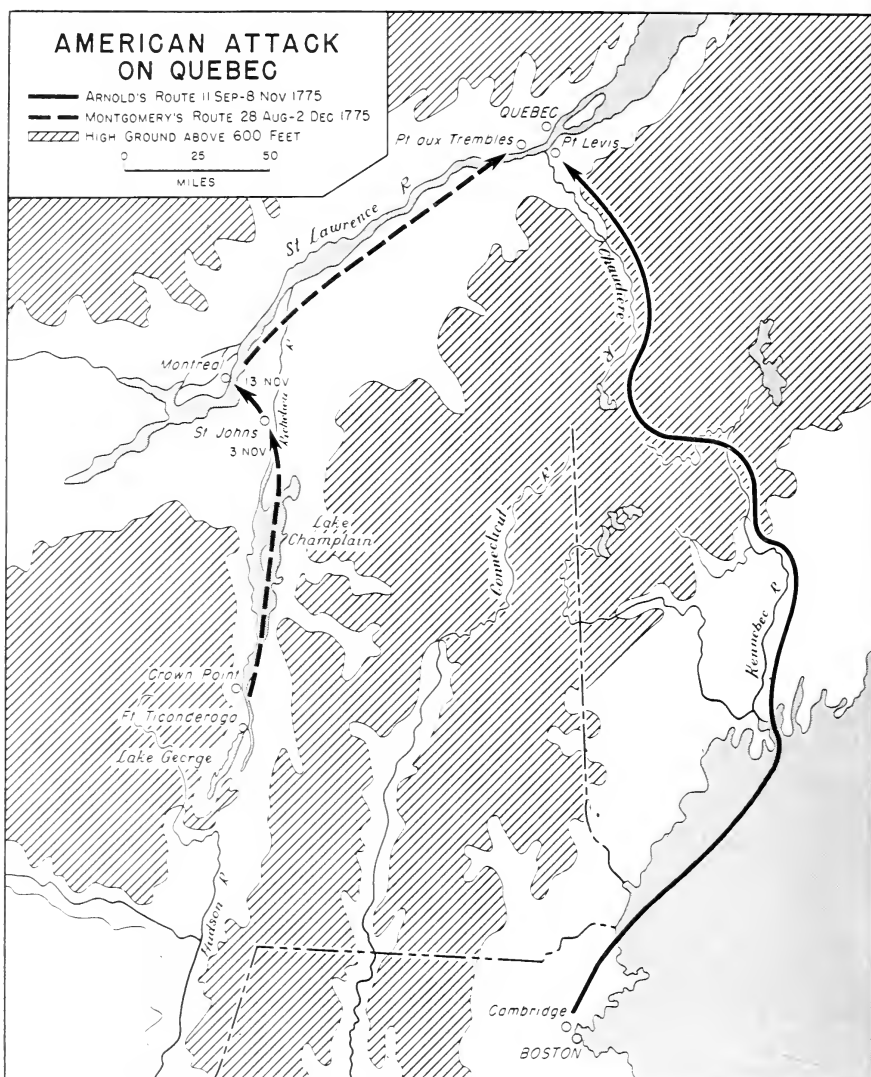 AMERICAN ATTACK
ON QUEBEC
ARNOLD'S ROUTE 11 SEP-8 NOV 1775
MONTGOMERY'S ROUTE 28 AUG-2 DEC 1775
HIGH GROUND ABOVE 600 FEET
0 25 50
MILES
QUEBEC
Pt aux Trembles
Pt Levis
St Lawrence R
Chaudière R
Montreal
13 NOV
St Johns
3 NOV
Richelieu R
Lake
Champlain
Connecticut R
Kennebec R
Crown Point
Ft Ticonderoga
Lake George
Hudson R
Cambridge
BOSTON